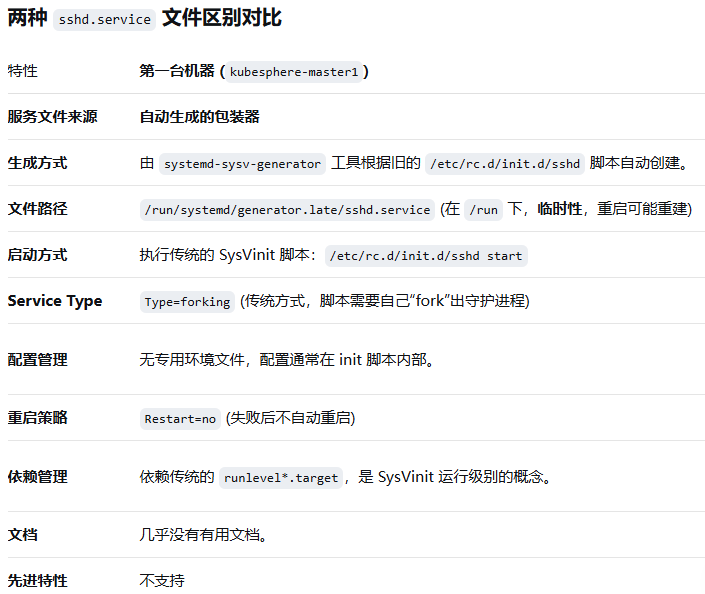 两种 sshd.service 文件区别对比
特性 第一台机器 (kubesphere-master1)
服务文件来源 自动生成的包装器
生成方式 由 systemd-sysv-generator 工具根据旧的 /etc/rc.d/init.d/sshd 脚本自动创建。
文件路径 /run/systemd/generator.late/sshd.service (在 /run 下，临时性，重启可能重建)
启动方式 执行传统的 SysVinit 脚本：/etc/rc.d/init.d/sshd start
Service Type Type=forking (传统方式，脚本需要自己“fork”出守护进程)
配置管理 无专用环境文件，配置通常在 init 脚本内部。
重启策略 Restart=no (失败后不自动重启)
依赖管理 依赖传统的 runlevel*.target，是 SysVinit 运行级别的概念。
文档 几乎没有有用文档。
先进特性 不支持